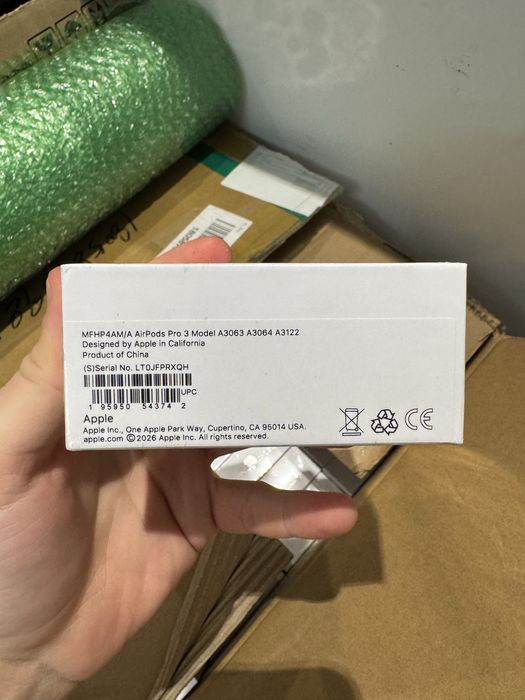 MFHP4AM/A AirPods Pro 3 Model A3063 A3064 A3122
Designed by Apple in California
Product of China
(S)Serial No. LT0JFPRXQH
UPC
1 95950 54374 2
Apple
Apple Inc., One Apple Park Way, Cupertino, CA 95014 USA.
apple.com ©2026 Apple Inc. All rights reserved.
CE